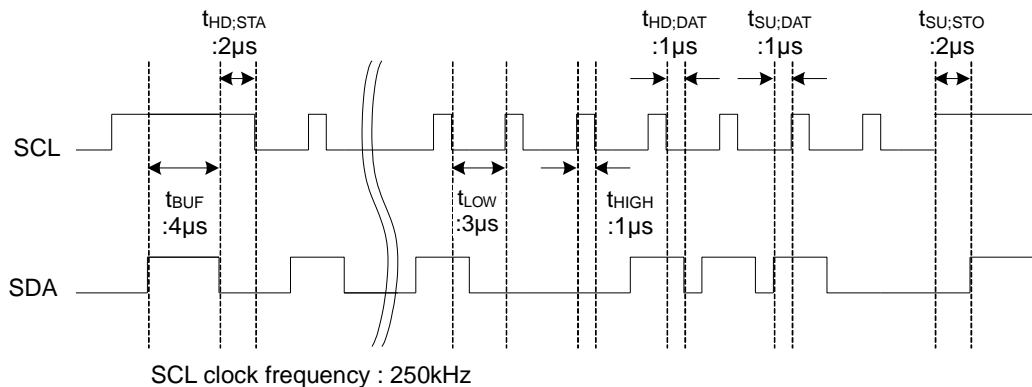 tHD;STA
:2µs
tHD;DAT
:1µs
tSU;DAT
:1µs
tSU;STO
:2µs
SCL
tBUF
:4µs
tLOW
:3µs
tHIGH
:1µs
SDA
SCL clock frequency : 250kHz